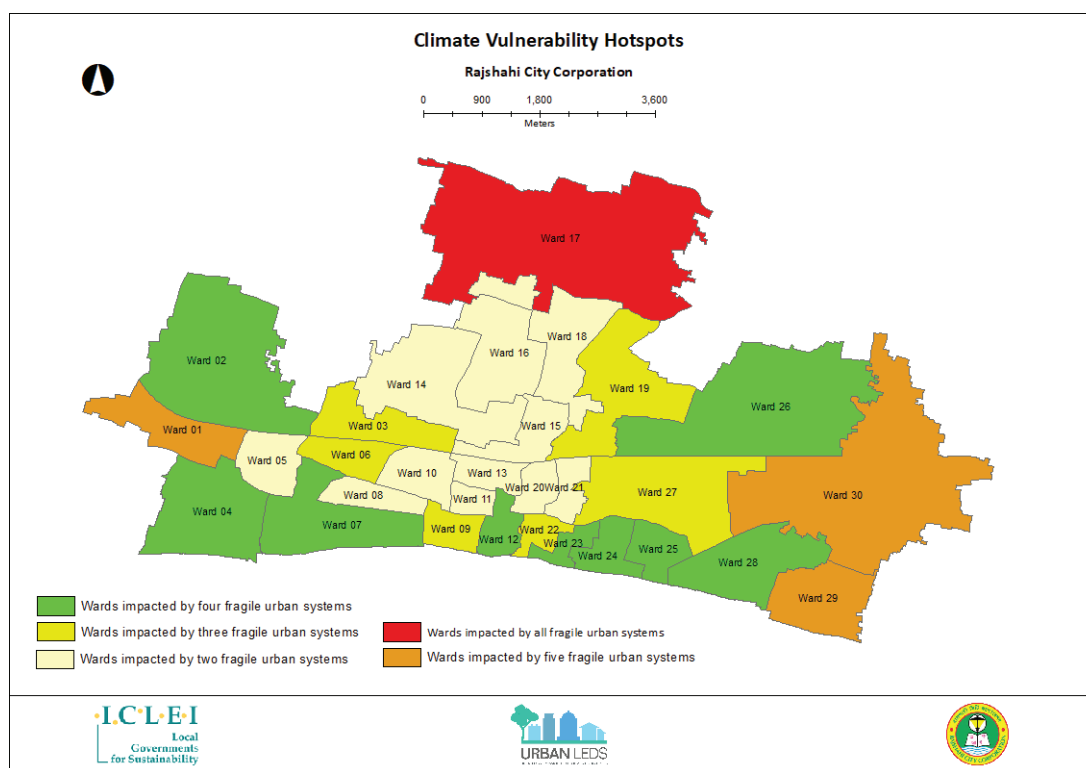 Climate Vulnerability Hotspots
Rajshahi City Corporation
0 900 1,800 3,600
Meters
Ward 17
Ward 18
Ward 16
Ward 02
Ward 14
Ward 19
Ward 26
Ward 03
Ward 15
Ward 01
Ward 06
Ward 05
Ward 10
Ward 13
Ward 20
Ward 21
Ward 27
Ward 30
Ward 08
Ward 11
Ward 04
Ward 07
Ward 09
Ward 12
Ward 22
Ward 23
Ward 24
Ward 25
Ward 28
Ward 29
Wards impacted by four fragile urban systems
Wards impacted by three fragile urban systems
Wards impacted by two fragile urban systems
Wards impacted by all fragile urban systems
Wards impacted by five fragile urban systems
I.C.L.E.I
Local
Governments
for Sustainability
URBAN LEDS
RAJSHAHI CITY CORPORATION